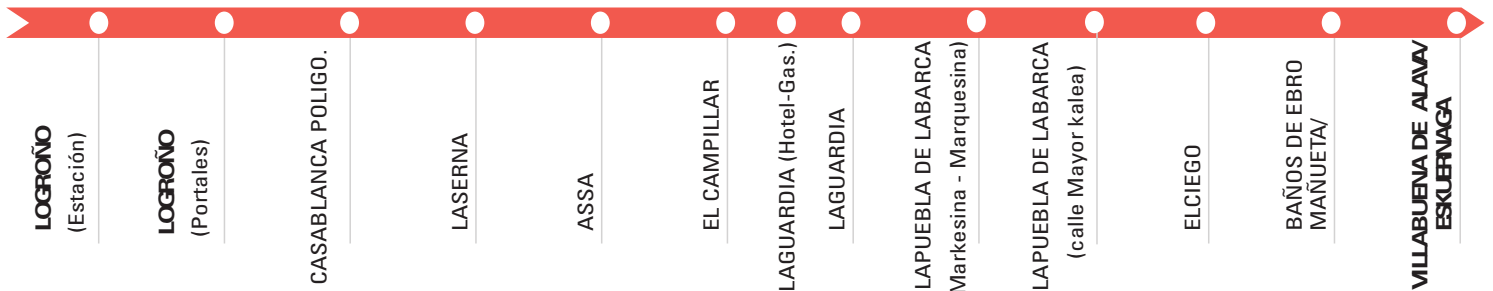 LOGROÑO
(Estación)
LOGROÑO
(Portales)
CASABLANCA POLIGO.
LASERNA
ASSA
EL CAMPILLAR
LAGUARDIA (Hotel-Gas.)
LAGUARDIA
LAPUEBLA DE LABARCA
Markesina - Marquesina)
LAPUEBLA DE LABARCA
(calle Mayor kalea)
ELCIEGO
BAÑOS DE EBRO
MAÑUETA/
VILLABUENA DE ALAVA/
ESKUERNAGA